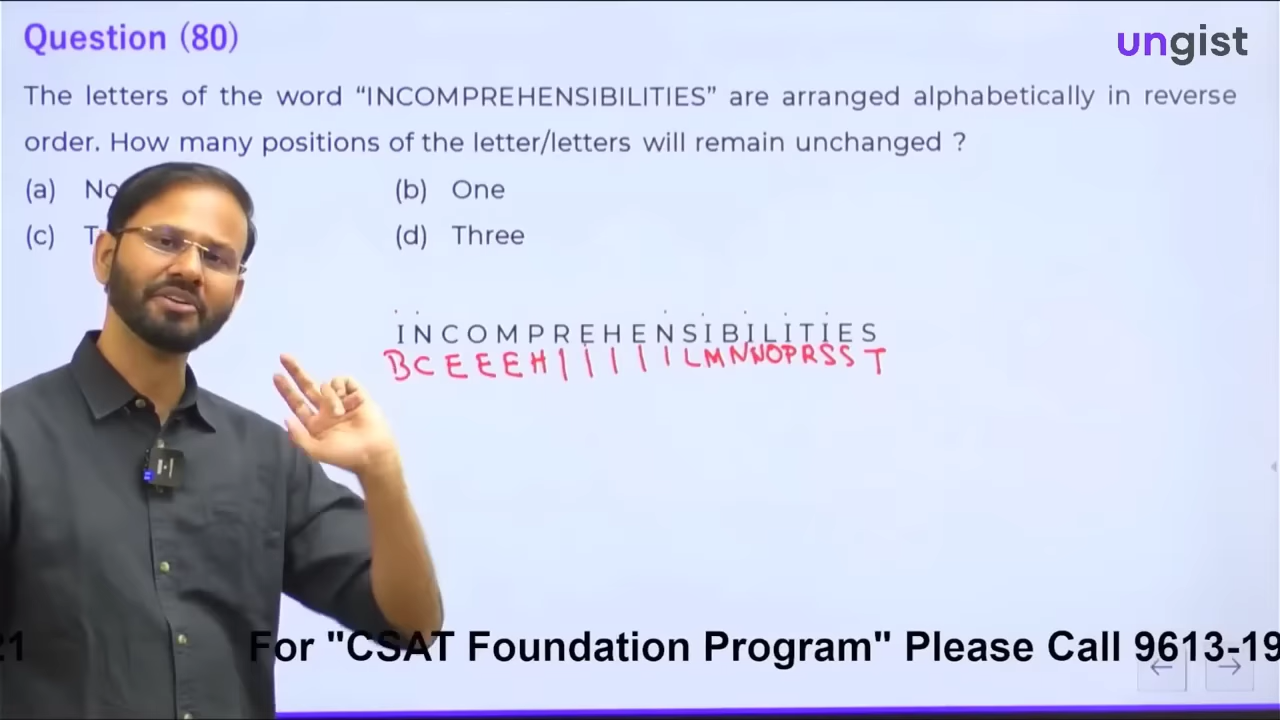 Question (80)
ungist
The letters of the word “INCOMPREHENSIBILITIES” are arranged alphabetically in reverse
order. How many positions of the letter/letters will remain unchanged ?
(a) (b) One
(c) (d) Three
INCOMPREHENSIBILITIES
BCEEEHIIIIILMNNOPRSST
21 For "CSAT Foundation Program" Please Call 9613-19